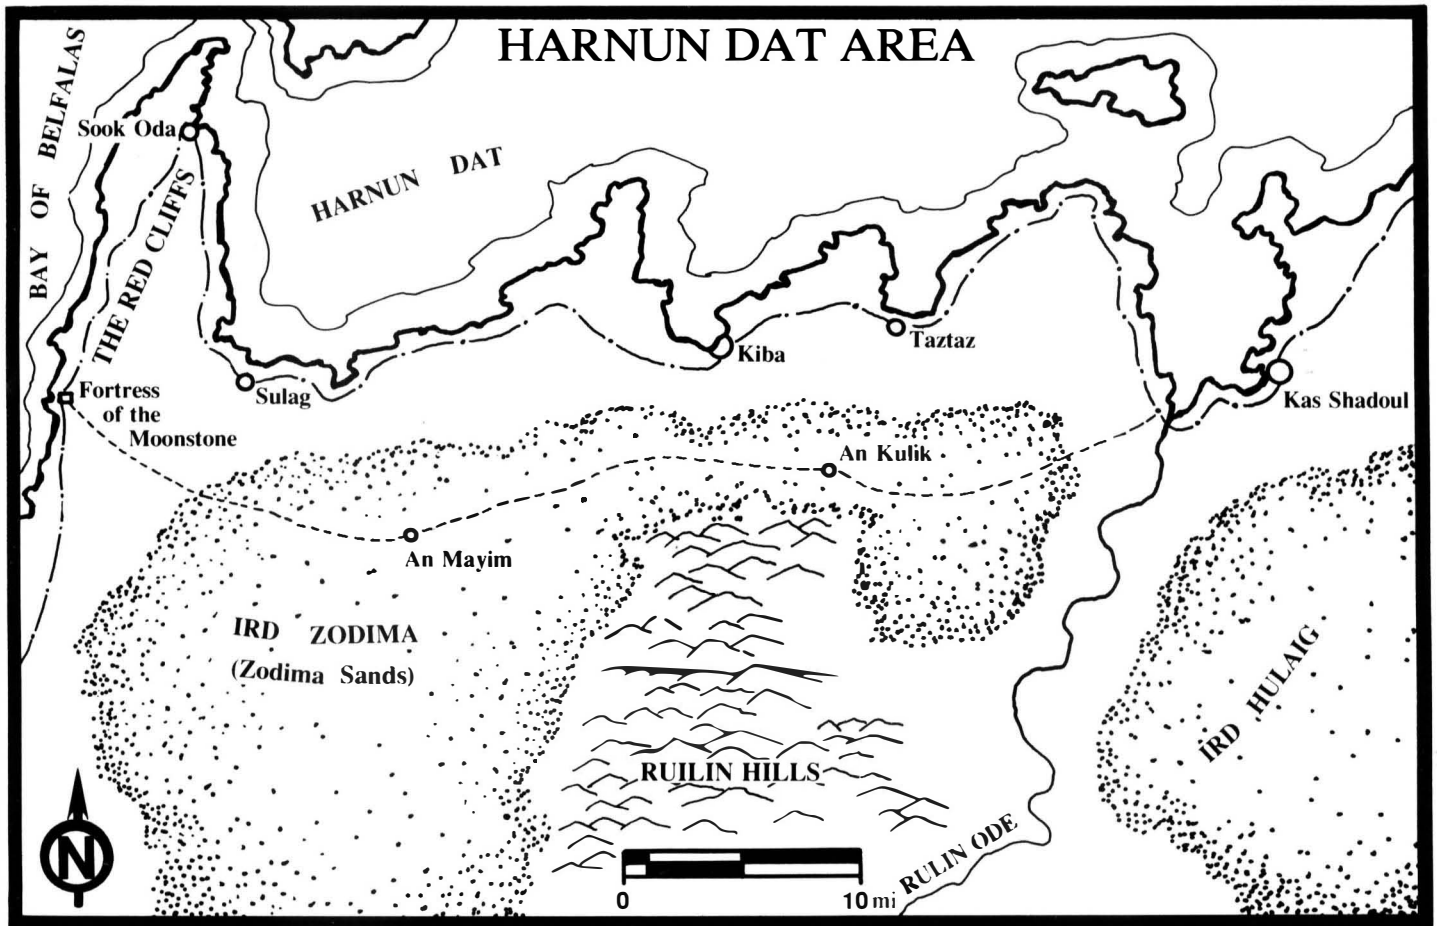 HARNUN DAT AREA
BAY OF BELFALAS
Sook Oda
HARNUN DAT
THE RED CLIFFS
Kiba
Taztaz
Sulag
Fortress
of the
Moonstone
Kas Shadoul
An Kulik
An Mayim
IRD ZODIMA
(Zodima Sands)
IRD HULAIG
RUILIN HILLS
RULIN ODE
N
0 10 mi